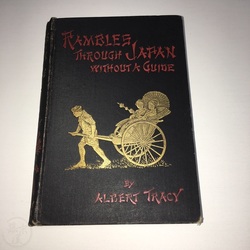 RAMBLES
THROUGH JAPAN
WITHOUT A GUIDE
BY
ALBERT TRACY